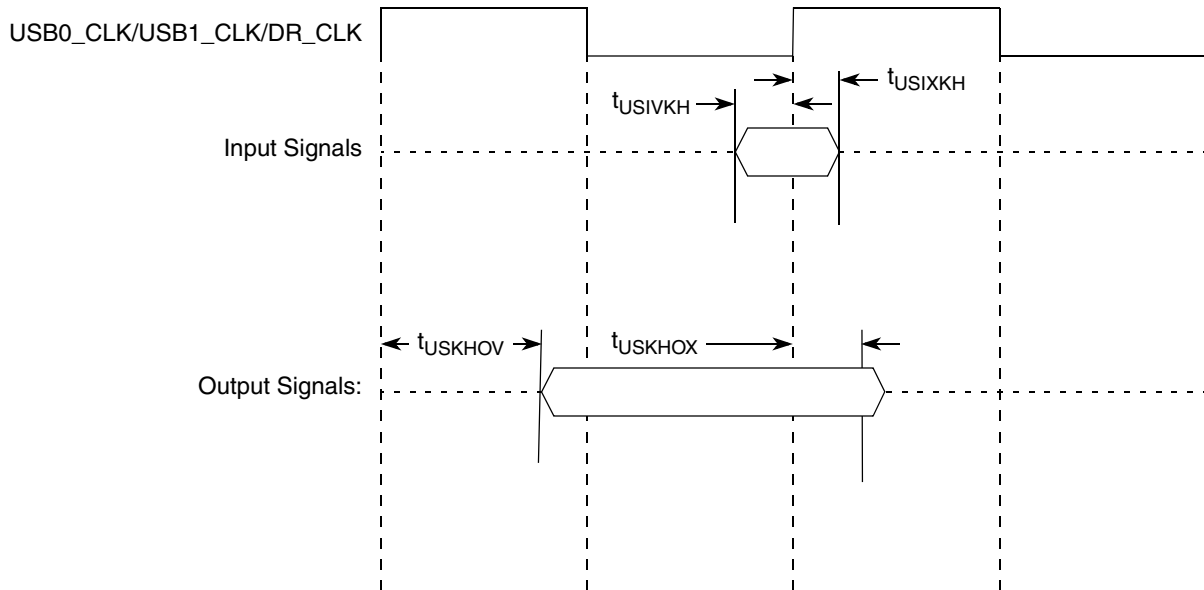 USB0_CLK/USB1_CLK/DR_CLK
tUSIXKH
tUSIVKH
Input Signals
tUSKHOV
tUSKHOX
Output Signals: